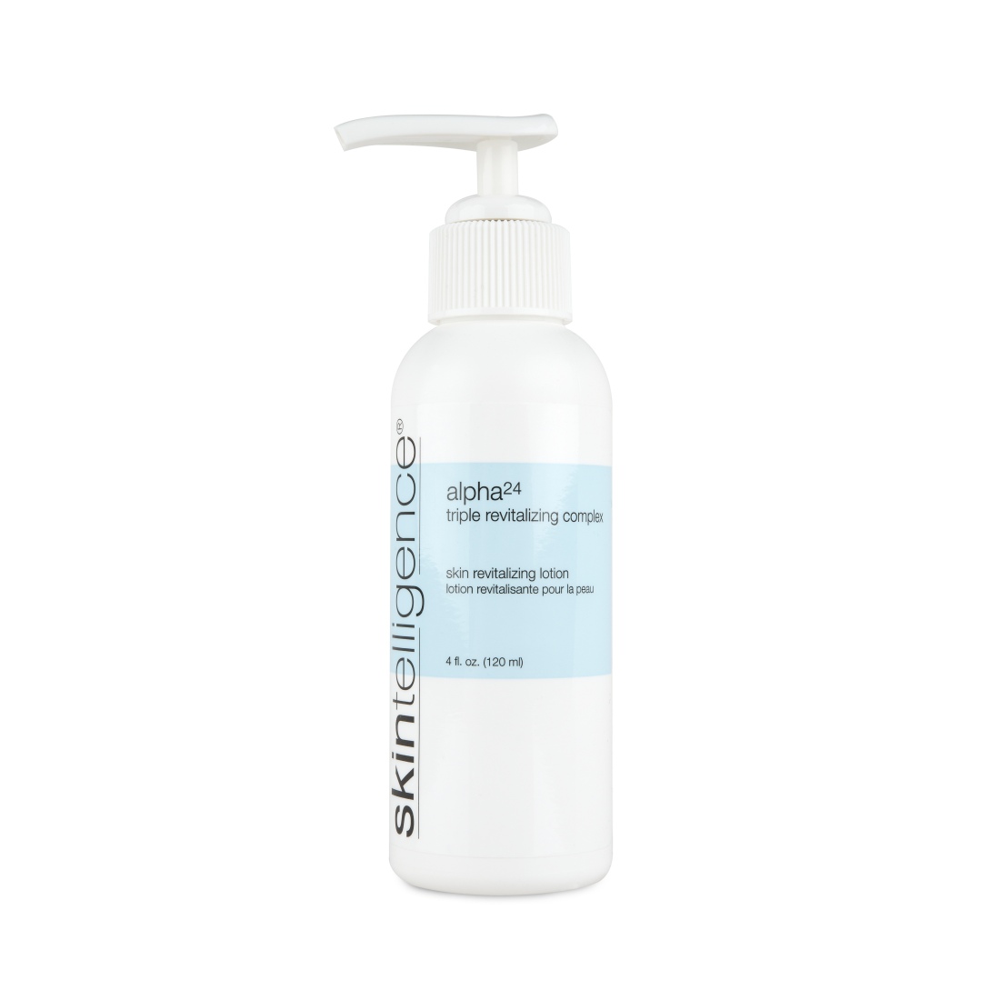 skintelligence®
alpha²⁴
triple revitalizing complex
skin revitalizing lotion
lotion revitalisante pour la peau
4 fl. oz. (120 ml)